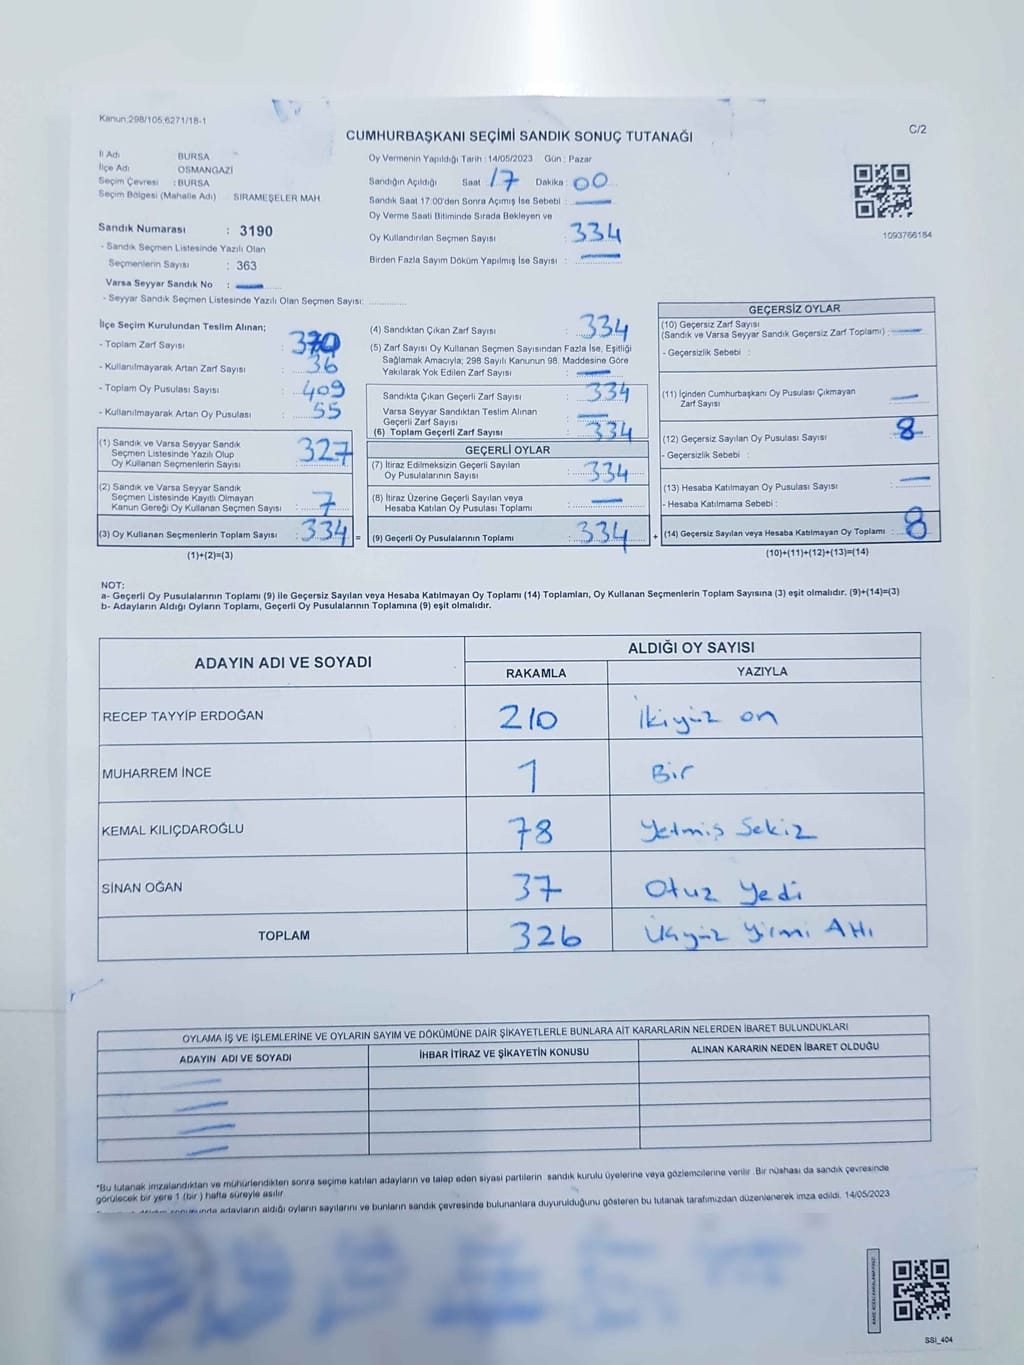 Kanun:298/105,6271/18-1
C/2
CUMHURBAŞKANI SEÇİMİ SANDIK SONUÇ TUTANAĞI
İl Adı BURSA
İlçe Adı OSMANGAZİ
Seçim Çevresi : BURSA
Seçim Bölgesi (Mahalle Adı) SIRAMEŞELER MAH
Sandık Numarası : 3190
- Sandık Seçmen Listesinde Yazılı Olan
Seçmenlerin Sayısı : 363
Varsa Seyyar Sandık No :
- Seyyar Sandık Seçmen Listesinde Yazılı Olan Seçmen Sayısı:
Oy Vermenin Yapıldığı Tarih : 14/05/2023 Gün : Pazar
Sandığın Açıldığı Saat 17 Dakika : 00
Sandık Saat 17:00'den Sonra Açımış İse Sebebi :
Oy Verme Saati Bitiminde Sırada Bekleyen ve
Oy Kullandırılan Seçmen Sayısı : 334
Birden Fazla Sayım Döküm Yapılmış İse Sayısı :
1093766184
İlçe Seçim Kurulundan Teslim Alınan;
- Toplam Zarf Sayısı : 370
- Kullanılmayarak Artan Zarf Sayısı : 36
- Toplam Oy Pusulası Sayısı : 409
- Kullanılmayarak Artan Oy Pusulası : 55
(1) Sandık ve Varsa Seyyar Sandık
Seçmen Listesinde Yazılı Olup
Oy Kullanan Seçmenlerin Sayısı : 327
(2) Sandık ve Varsa Seyyar Sandık
Seçmen Listesinde Kayıtlı Olmayan
Kanun Gereği Oy Kullanan Seçmen Sayısı : 7
(3) Oy Kullanan Seçmenlerin Toplam Sayısı : 334 =
(1)+(2)=(3)
(4) Sandıktan Çıkan Zarf Sayısı : 334
(5) Zarf Sayısı Oy Kullanan Seçmen Sayısından Fazla İse, Eşitliği
Sağlamak Amacıyla; 298 Sayılı Kanunun 98. Maddesine Göre
Yakılarak Yok Edilen Zarf Sayısı :
Sandıkta Çıkan Geçerli Zarf Sayısı : 334
Varsa Seyyar Sandıktan Teslim Alınan
Geçerli Zarf Sayısı :
(6) Toplam Geçerli Zarf Sayısı : 334
GEÇERLİ OYLAR
(7) İtiraz Edilmeksizin Geçerli Sayılan
Oy Pusulalarının Sayısı : 334
(8) İtiraz Üzerine Geçerli Sayılan veya
Hesaba Katılan Oy Pusulası Toplamı :
(9) Geçerli Oy Pusulalarının Toplamı : 334 +
GEÇERSİZ OYLAR
(10) Geçersiz Zarf Sayısı
(Sandık ve Varsa Seyyar Sandık Geçersiz Zarf Toplamı) :
- Geçersizlik Sebebi :
(11) İçinden Cumhurbaşkanı Oy Pusulası Çıkmayan
Zarf Sayısı :
(12) Geçersiz Sayılan Oy Pusulası Sayısı : 8
- Geçersizlik Sebebi :
(13) Hesaba Katılmayan Oy Pusulası Sayısı :
- Hesaba Katılmama Sebebi :
(14) Geçersiz Sayılan veya Hesaba Katılmayan Oy Toplamı : 8
(10)+(11)+(12)+(13)=(14)
NOT:
a- Geçerli Oy Pusulalarının Toplamı (9) ile Geçersiz Sayılan veya Hesaba Katılmayan Oy Toplamı (14) Toplamları, Oy Kullanan Seçmenlerin Toplam Sayısına (3) eşit olmalıdır. (9)+(14)=(3)
b- Adayların Aldığı Oyların Toplamı, Geçerli Oy Pusulalarının Toplamına (9) eşit olmalıdır.
ADAYIN ADI VE SOYADI
ALDIĞI OY SAYISI
RAKAMLA YAZIYLA
RECEP TAYYİP ERDOĞAN 210 İkiyüz on
MUHARREM İNCE 1 Bir
KEMAL KILIÇDAROĞLU 78 Yetmiş Sekiz
SİNAN OĞAN 37 Otuz Yedi
TOPLAM 326 Üçyüz Yirmi Altı
OYLAMA İŞ VE İŞLEMLERİNE VE OYLARIN SAYIM VE DÖKÜMÜNE DAİR ŞİKAYETLERLE BUNLARA AİT KARARLARIN NELERDEN İBARET BULUNDUKLARI
ADAYIN ADI VE SOYADI İHBAR İTİRAZ VE ŞİKAYETİN KONUSU ALINAN KARARIN NEDEN İBARET OLDUĞU
*Bu tutanak imzalandıktan ve mühürlendikten sonra seçime katılan adayların ve talep eden siyasi partilerin sandık kurulu üyelerine veya gözlemcilerine verilir. Bir nüshası da sandık çevresinde
görülecek bir yere 1 (bir) hafta süreyle asılır.
sonucunda adayların aldığı oyların sayılarını ve bunların sandık çevresinde bulunanlara duyurulduğunu gösteren bu tutanak tarafımızdan düzenlenerek imza edildi. 14/05/2023
SSI_404